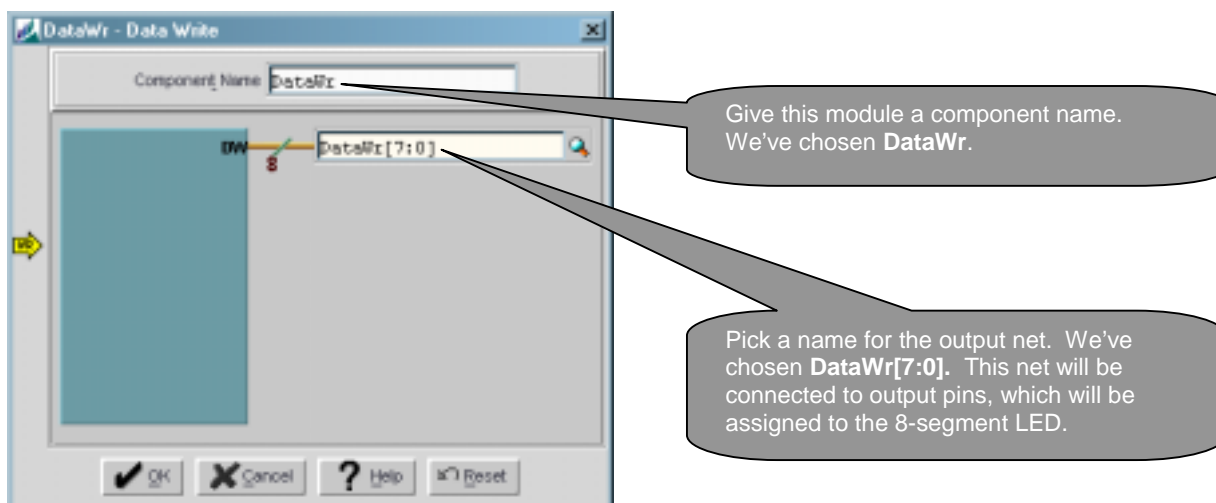 DataWr - Data Write
Component Name DataWr
DW
8
DataWr[7:0]
WD
OK Cancel Help Reset
Give this module a component name.
We’ve chosen DataWr.
Pick a name for the output net. We’ve
chosen DataWr[7:0]. This net will be
connected to output pins, which will be
assigned to the 8-segment LED.